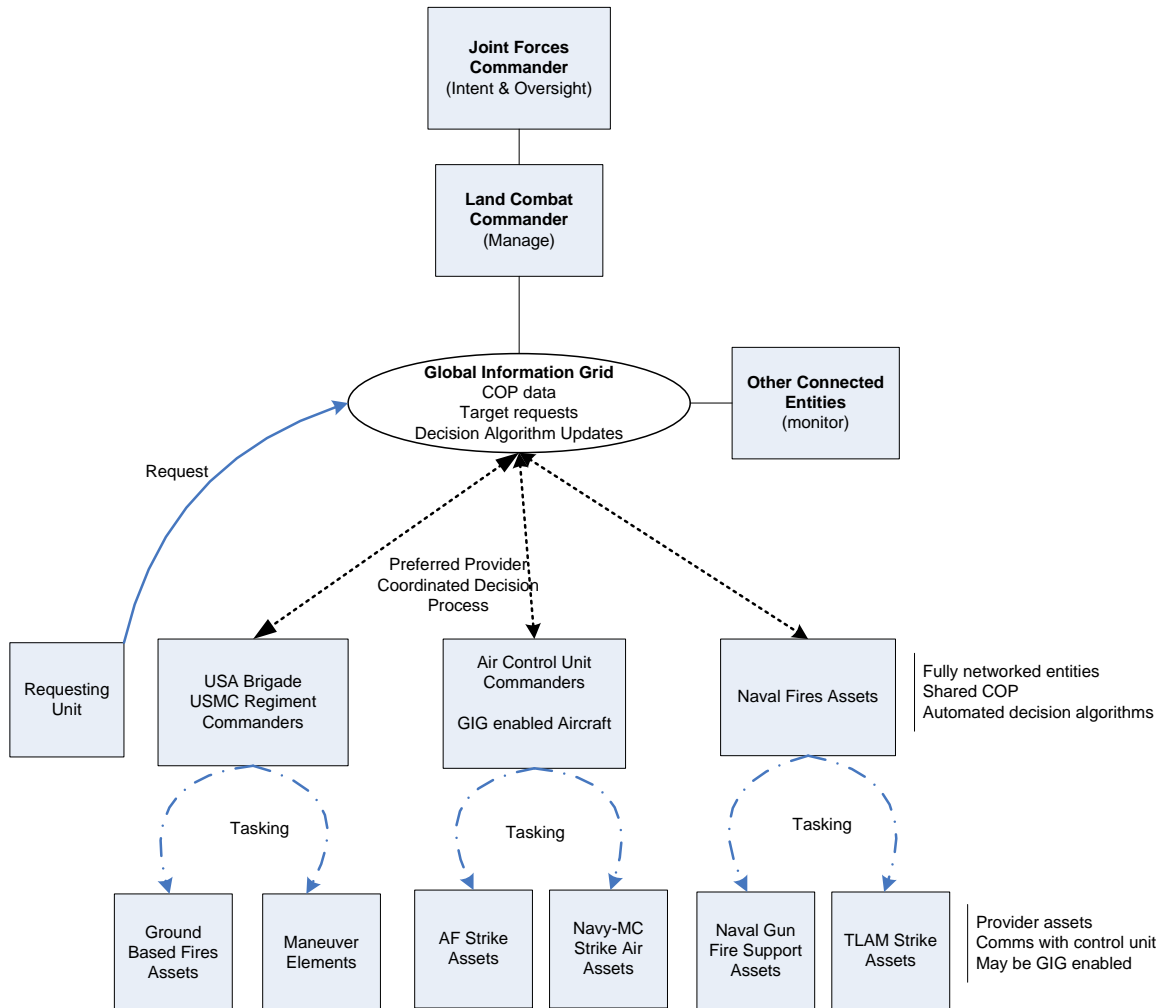 Joint Forces
Commander
(Intent & Oversight)
Land Combat
Commander
(Manage)
Global Information Grid
COP data
Target requests
Decision Algorithm Updates
Other Connected
Entities
(monitor)
Request
Preferred Provider
Coordinated Decision
Process
Requesting
Unit
USA Brigade
USMC Regiment
Commanders
Air Control Unit
Commanders
GIG enabled Aircraft
Naval Fires Assets
Fully networked entities
Shared COP
Automated decision algorithms
Tasking
Tasking
Tasking
Ground
Based Fires
Assets
Maneuver
Elements
AF Strike
Assets
Navy-MC
Strike Air
Assets
Naval Gun
Fire Support
Assets
TLAM Strike
Assets
Provider assets
Comms with control unit
May be GIG enabled